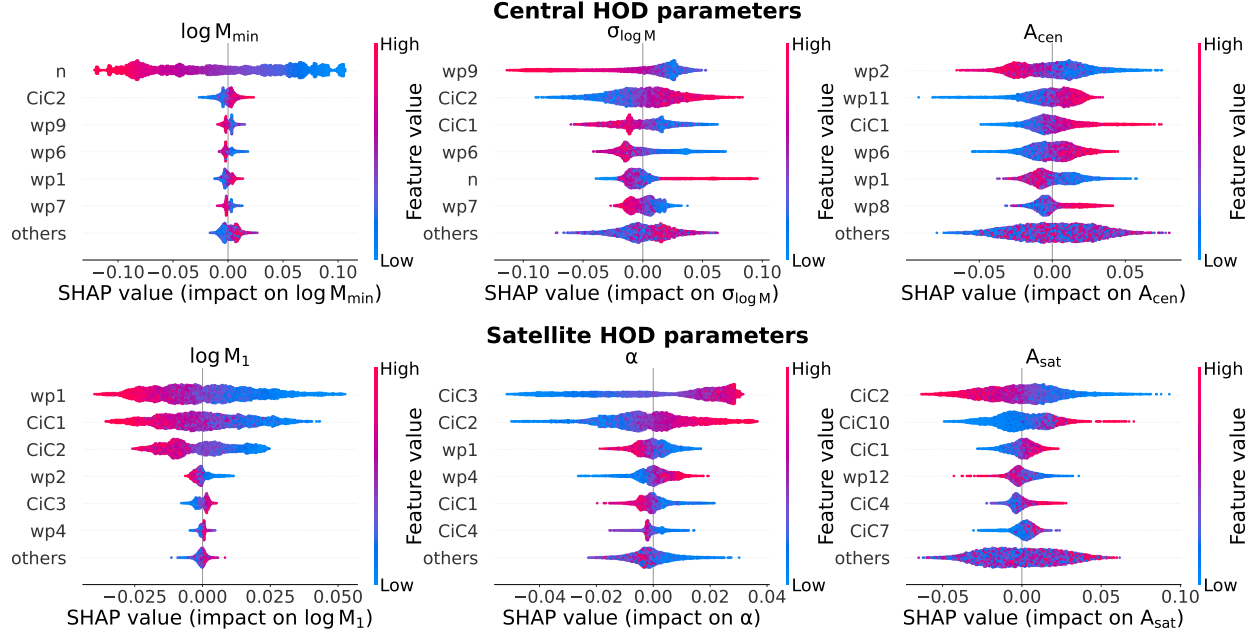 Central HOD parameters
log M_min
n
CiC2
wp9
wp6
wp1
wp7
others
−0.10 −0.05 0.00 0.05 0.10
SHAP value (impact on log M_min)
High
Feature value
Low
σ_log M
wp9
CiC2
CiC1
wp6
n
wp7
others
−0.10 −0.05 0.00 0.05 0.10
SHAP value (impact on σ_log M)
High
Feature value
Low
A_cen
wp2
wp11
CiC1
wp6
wp1
wp8
others
−0.05 0.00 0.05
SHAP value (impact on A_cen)
High
Feature value
Low
Satellite HOD parameters
log M_1
wp1
CiC1
CiC2
wp2
CiC3
wp4
others
−0.025 0.000 0.025 0.050
SHAP value (impact on log M_1)
High
Feature value
Low
α
CiC3
CiC2
wp1
wp4
CiC1
CiC4
others
−0.04 −0.02 0.00 0.02 0.04
SHAP value (impact on α)
High
Feature value
Low
A_sat
CiC2
CiC10
CiC1
wp12
CiC4
CiC7
others
−0.05 0.00 0.05 0.10
SHAP value (impact on A_sat)
High
Feature value
Low